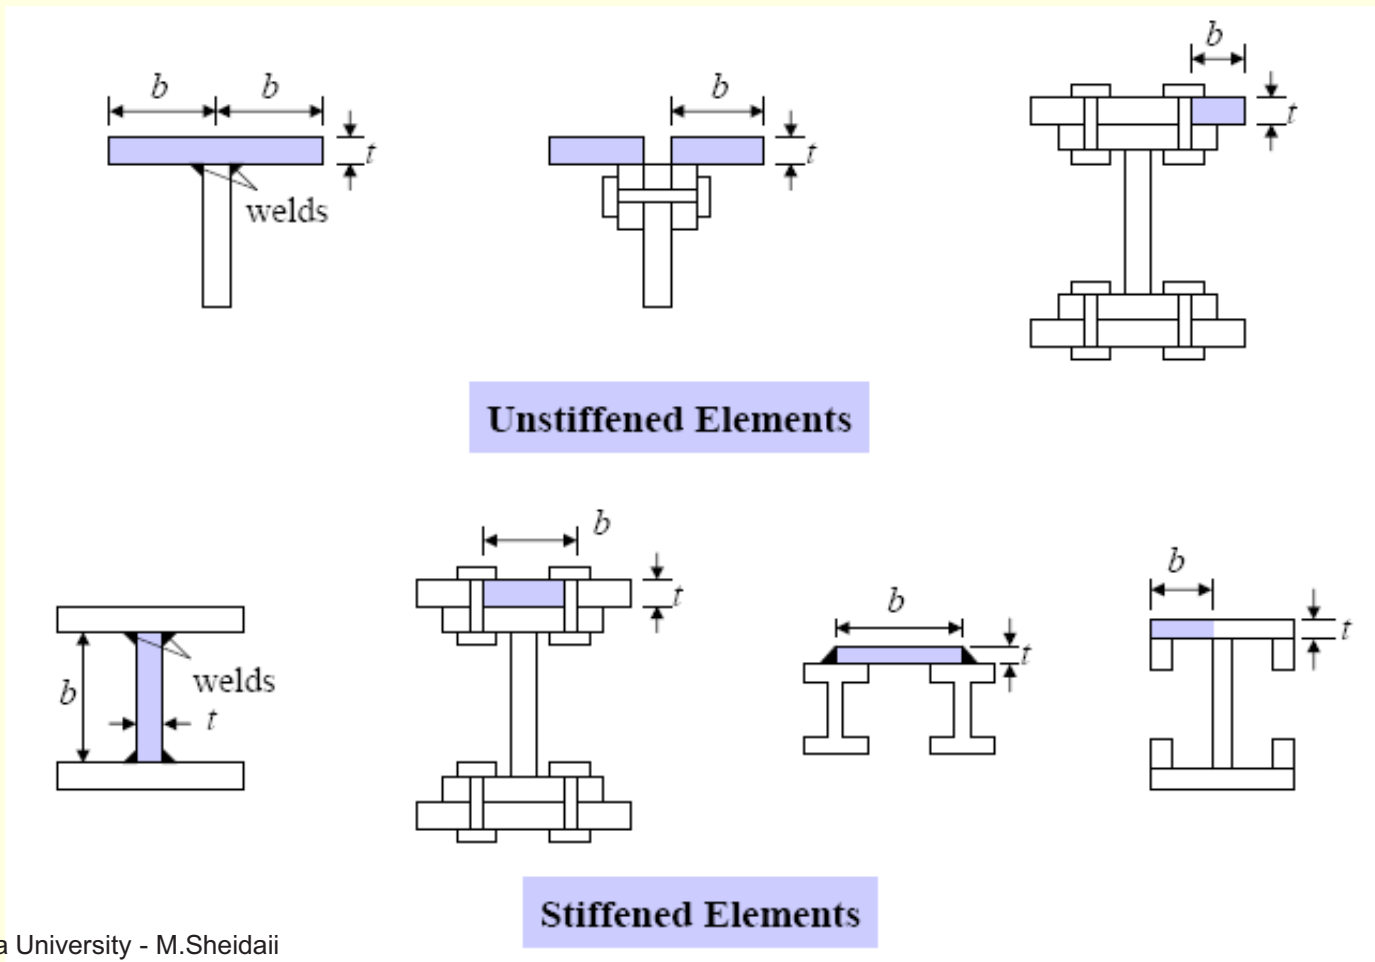 b b b b
t t t
welds
Unstiffened Elements
b b b b
t t t t
welds
Stiffened Elements
a University - M.Sheidaii